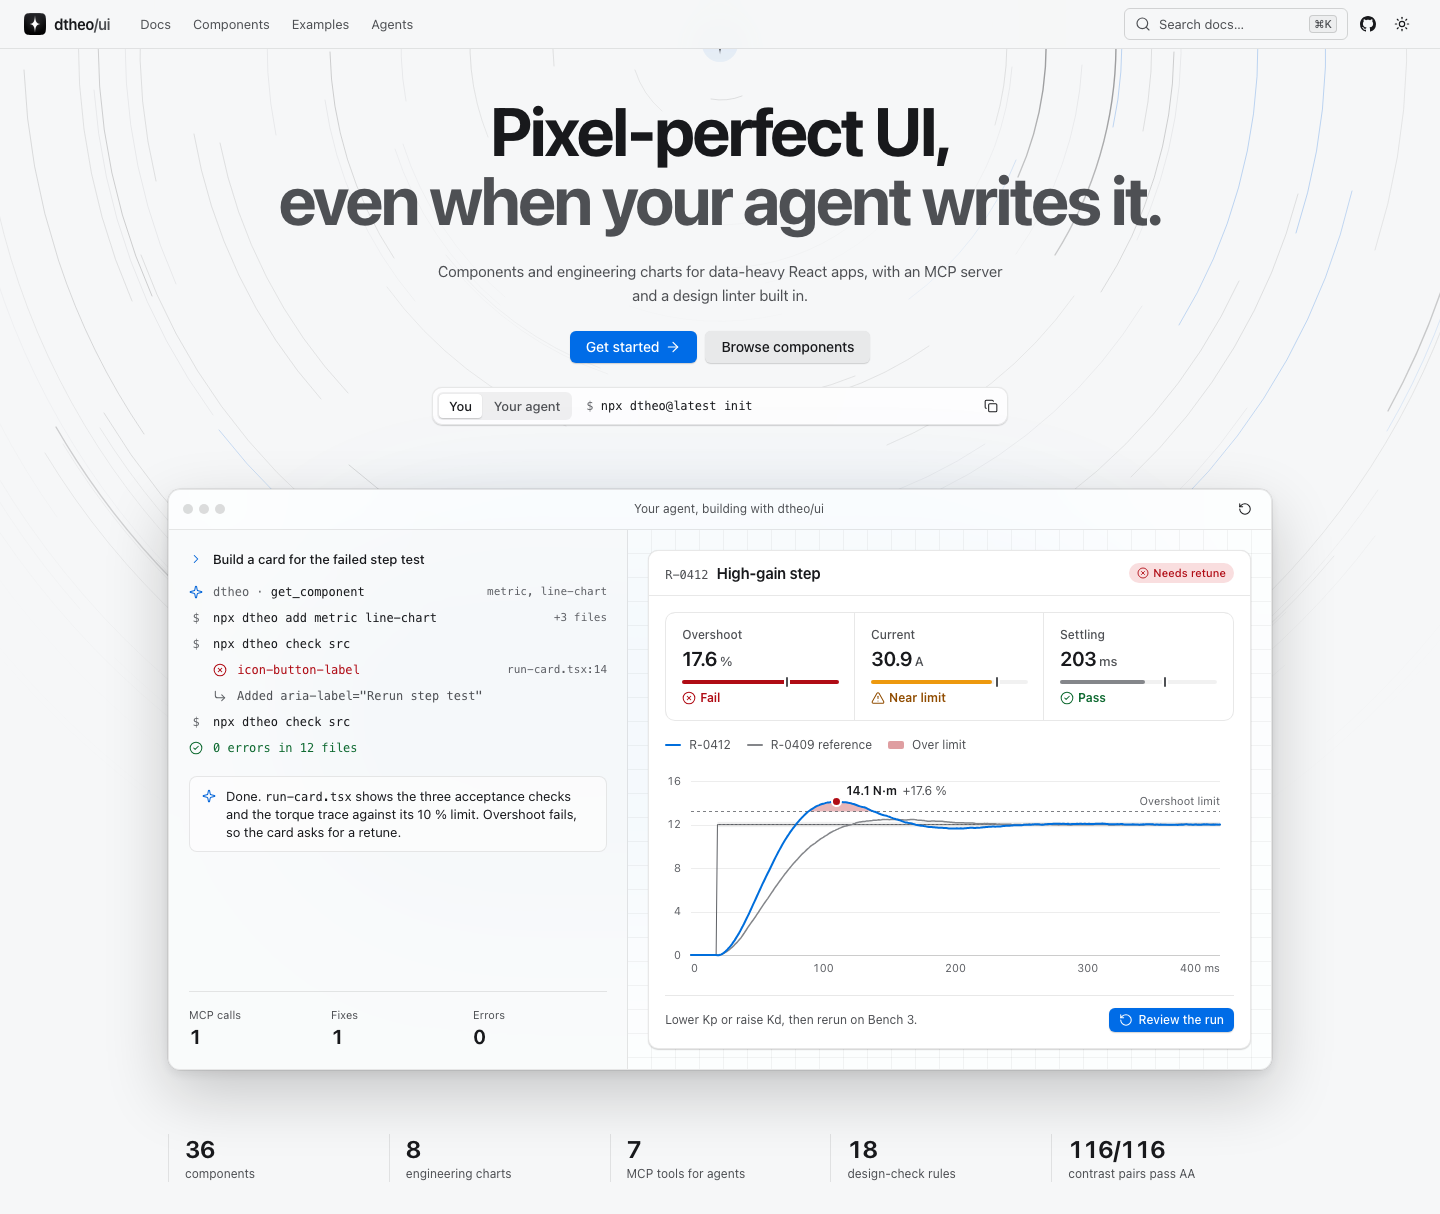 dtheo/ui
Docs
Components
Examples
Agents
Search docs...
⌘K
Pixel-perfect UI,
even when your agent writes it.
Components and engineering charts for data-heavy React apps, with an MCP server
and a design linter built in.
Get started
Browse components
You
Your agent
$ npx dtheo@latest init
Your agent, building with dtheo/ui
Build a card for the failed step test
dtheo · get_component
metric, line-chart
$ npx dtheo add metric line-chart
+3 files
$ npx dtheo check src
icon-button-label
run-card.tsx:14
Added aria-label="Rerun step test"
$ npx dtheo check src
0 errors in 12 files
Done. run-card.tsx shows the three acceptance checks
and the torque trace against its 10 % limit. Overshoot fails,
so the card asks for a retune.
MCP calls
1
Fixes
1
Errors
0
R-0412 High-gain step
Needs retune
Overshoot
17.6 %
Fail
Current
30.9 A
Near limit
Settling
203 ms
Pass
R-0412
R-0409 reference
Over limit
16
14.1 N·m +17.6 %
Overshoot limit
12
8
4
0
0
100
200
300
400 ms
Lower Kp or raise Kd, then rerun on Bench 3.
Review the run
36
components
8
engineering charts
7
MCP tools for agents
18
design-check rules
116/116
contrast pairs pass AA